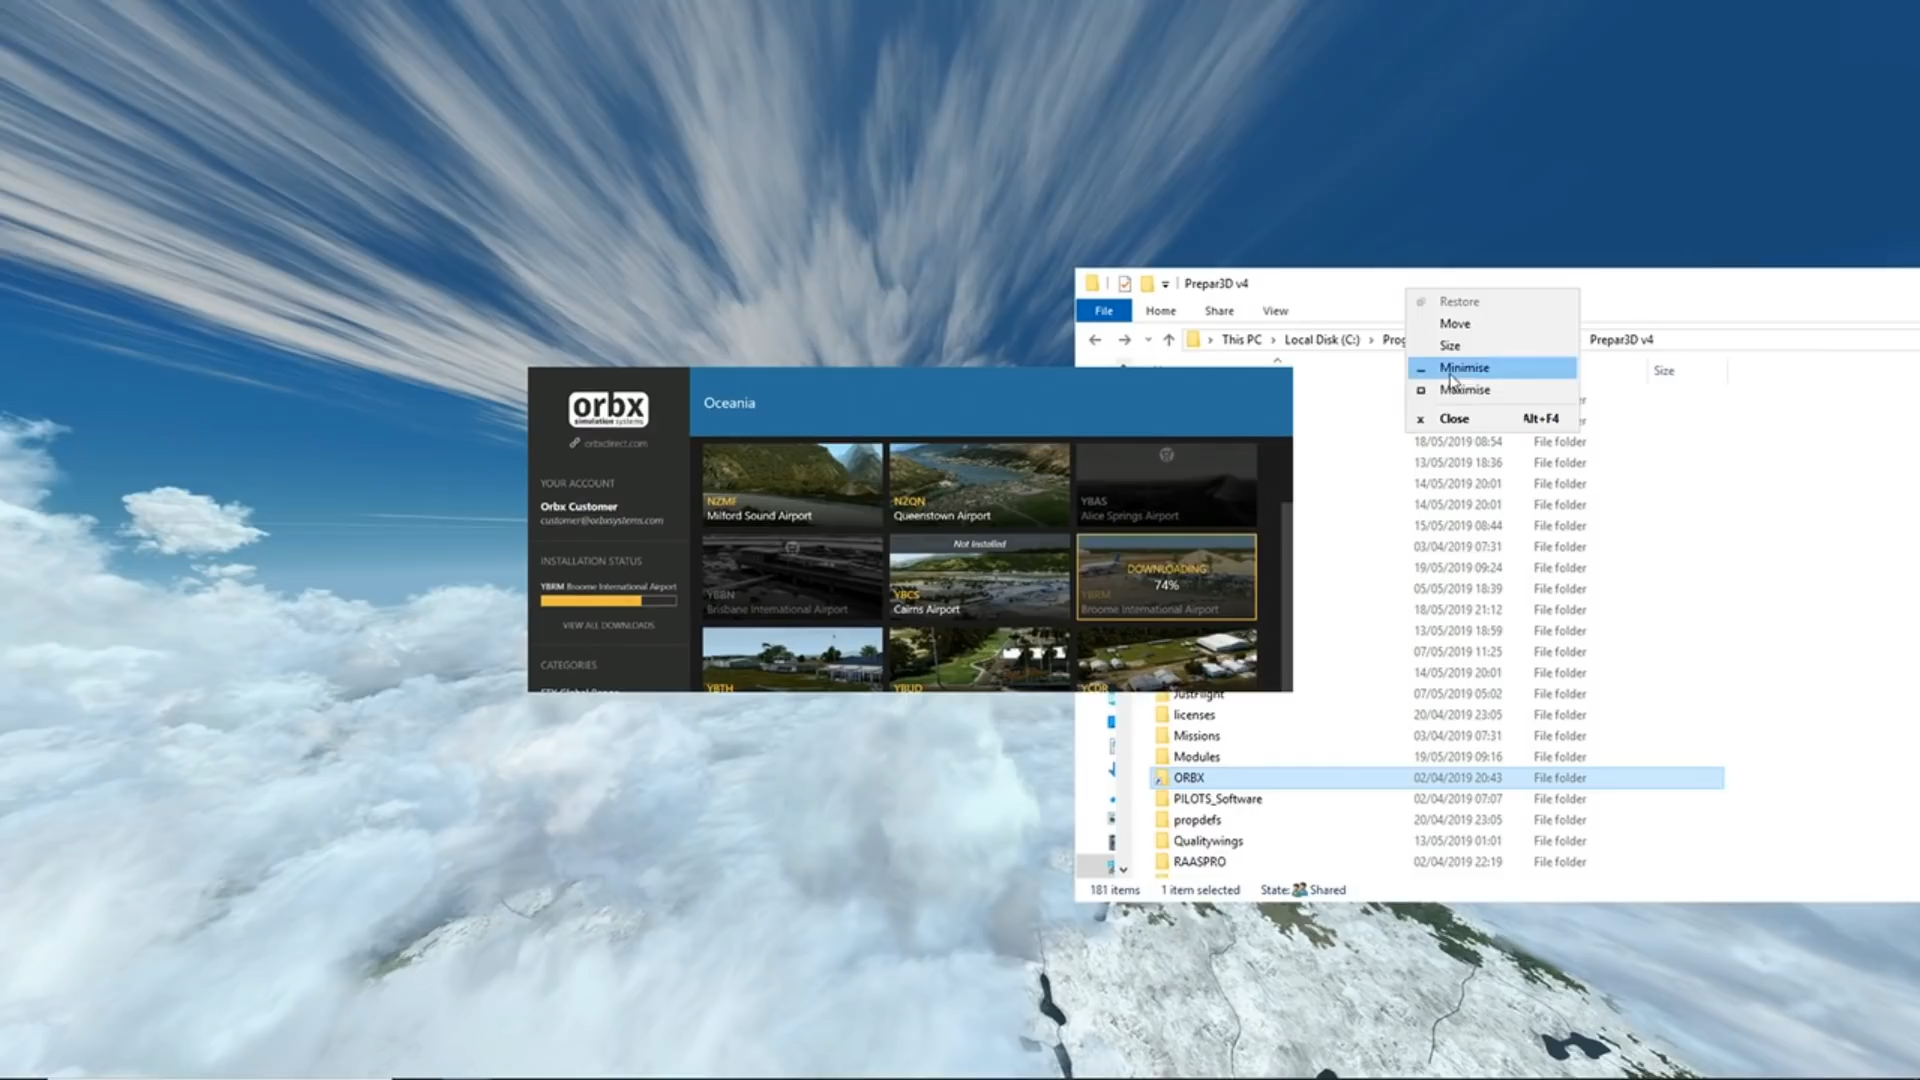 Prepar3D v4
File Home Share View
This PC Local Disk (C:) Prepar3D v4
Restore
Move
Size
Minimise
Maximise
Close Alt+F4
Size
orbx
simulation systems
orbxdirect.com
YOUR ACCOUNT
Orbx Customer
customer@orbxsystems.com
INSTALLATION STATUS
YBRM Broome International Airport
VIEW ALL DOWNLOADS
CATEGORIES
Oceania
NZMF
Milford Sound Airport
NZQN
Queenstown Airport
YBAS
Alice Springs Airport
YBBN
Brisbane International Airport
Not Installed
YBCS
Cairns Airport
DOWNLOADING
74%
YBRM
Broome International Airport
YBTH
YBUD
YCDR
18/05/2019 08:54 File folder
13/05/2019 18:36 File folder
14/05/2019 20:01 File folder
14/05/2019 20:01 File folder
15/05/2019 08:44 File folder
03/04/2019 07:31 File folder
19/05/2019 09:24 File folder
05/05/2019 18:39 File folder
18/05/2019 21:12 File folder
13/05/2019 18:59 File folder
07/05/2019 11:25 File folder
14/05/2019 20:01 File folder
JustFlight 07/05/2019 05:02 File folder
licenses 20/04/2019 23:05 File folder
Missions 03/04/2019 07:31 File folder
Modules 19/05/2019 09:16 File folder
ORBX 02/04/2019 20:43 File folder
PILOTS_Software 02/04/2019 07:07 File folder
propdefs 20/04/2019 23:05 File folder
Qualitywings 13/05/2019 01:01 File folder
RAASPRO 02/04/2019 22:19 File folder
181 items 1 item selected State: Shared